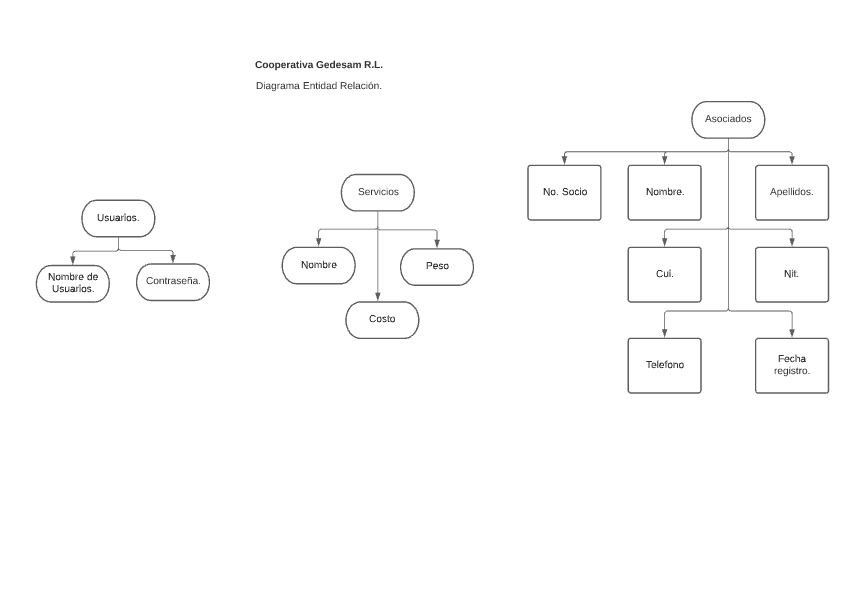 Cooperativa Gedesam R.L.
Diagrama Entidad Relación.
Asociados
No. Socio
Nombre.
Apellidos.
Servicios
Usuarios.
Nombre
Peso
Cui.
Nit.
Nombre de
Usuarios.
Contraseña.
Costo
Telefono
Fecha
registro.